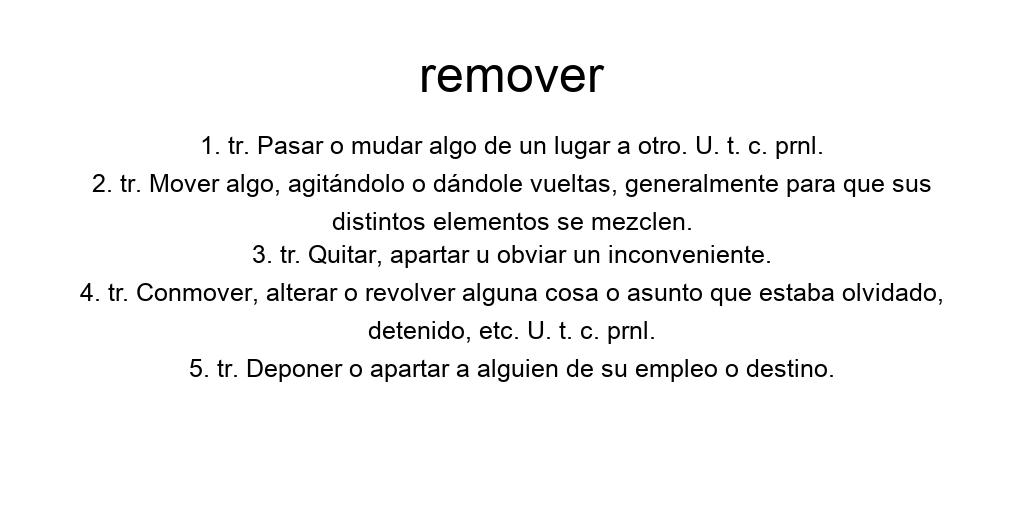 remover
1. tr. Pasar o mudar algo de un lugar a otro. U. t. c. prnl.
2. tr. Mover algo, agitándolo o dándole vueltas, generalmente para que sus
distintos elementos se mezclen.
3. tr. Quitar, apartar u obviar un inconveniente.
4. tr. Conmover, alterar o revolver alguna cosa o asunto que estaba olvidado,
detenido, etc. U. t. c. prnl.
5. tr. Deponer o apartar a alguien de su empleo o destino.